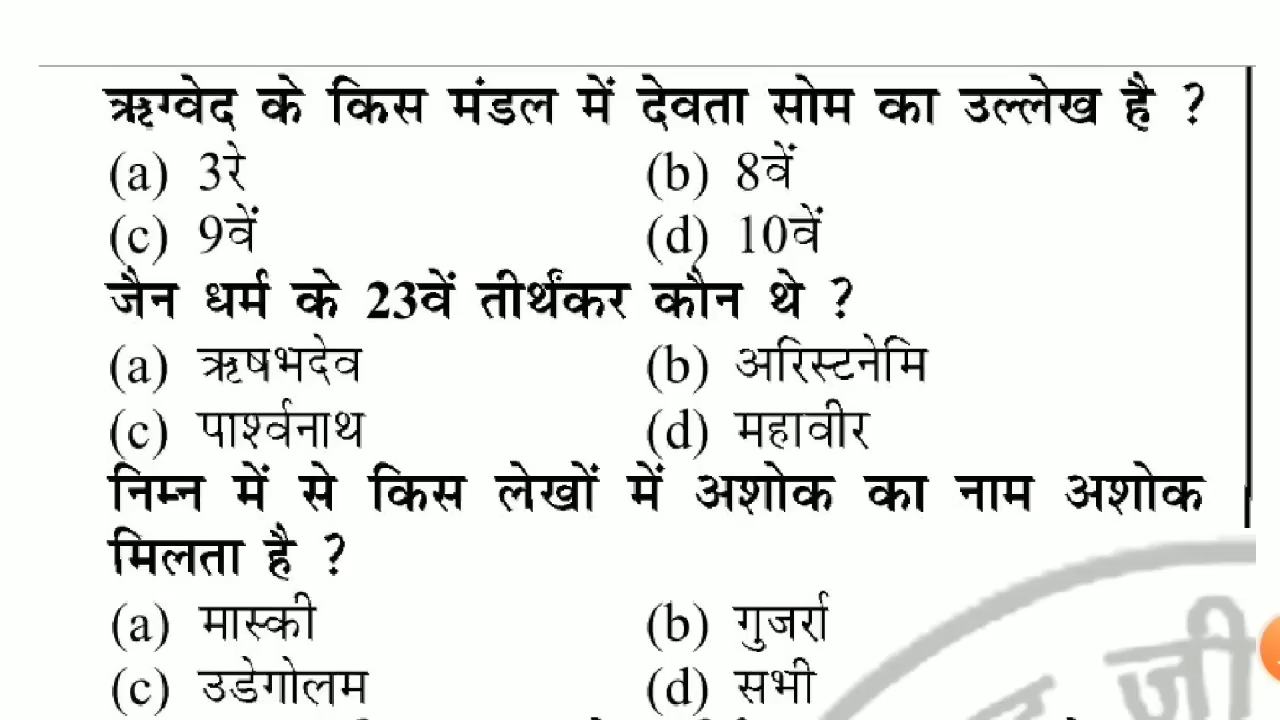 ऋग्वेद के किस मंडल में देवता सोम का उल्लेख है ?
(a) 3रे (b) 8वें
(c) 9वें (d) 10वें
जैन धर्म के 23वें तीर्थंकर कौन थे ?
(a) ऋषभदेव (b) अरिस्टनेमि
(c) पार्श्वनाथ (d) महावीर
निम्न में से किस लेखों में अशोक का नाम अशोक
मिलता है ?
(a) मास्की (b) गुजर्रा
(c) उडेगोलम (d) सभी